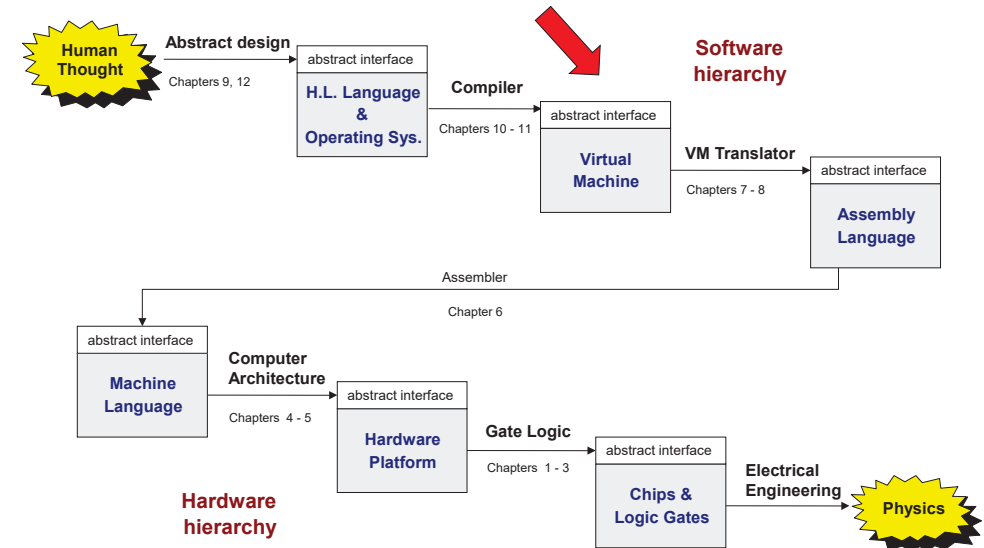 Human
Thought
Abstract design
Chapters 9, 12
abstract interface
H.L. Language
&
Operating Sys.
Compiler
Chapters 10 - 11
abstract interface
Virtual
Machine
Software
hierarchy
VM Translator
Chapters 7 - 8
abstract interface
Assembly
Language
Assembler
Chapter 6
abstract interface
Machine
Language
Computer
Architecture
Chapters 4 - 5
abstract interface
Hardware
Platform
Gate Logic
Chapters 1 - 3
abstract interface
Chips &
Logic Gates
Electrical
Engineering
Physics
Hardware
hierarchy